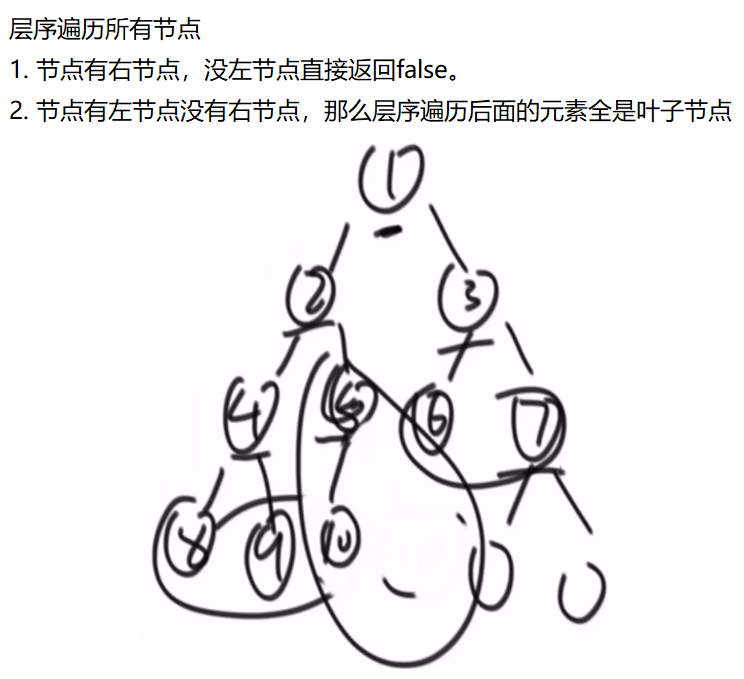 层序遍历所有节点
1. 节点有右节点，没左节点直接返回false。
2. 节点有左节点没有右节点，那么层序遍历后面的元素全是叶子节点
1
2 3
4 5 6 7
8 9 10